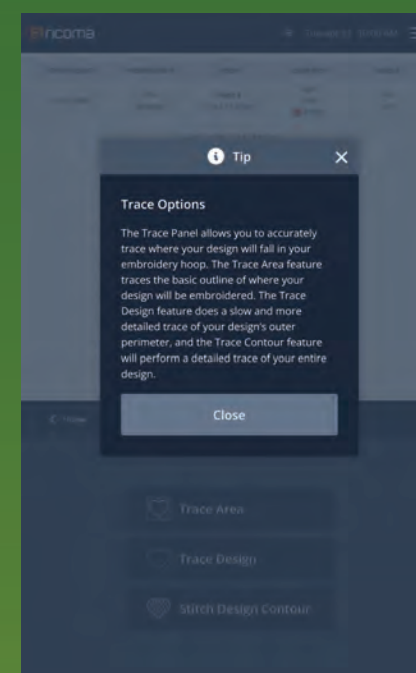 ricoma
Tip
Trace Options
The Trace Panel allows you to accurately
trace where your design will fall in your
embroidery hoop. The Trace Area feature
traces the basic outline of where your
design will be embroidered. The Trace
Design feature does a slow and more
detailed trace of your design's outer
perimeter, and the Trace Contour feature
will perform a detailed trace of your entire
design.
Close
Trace Area
Trace Design
Stitch Design Contour